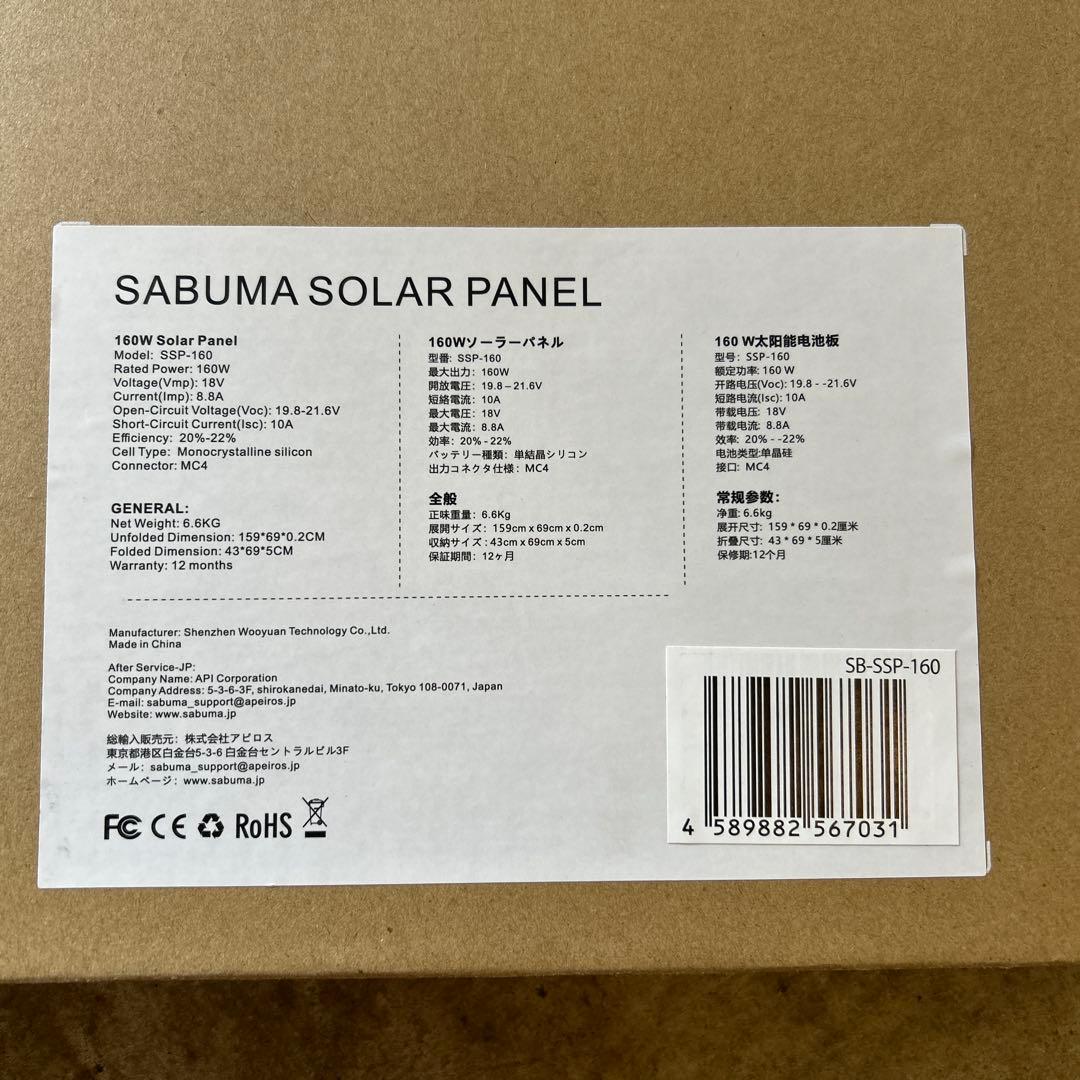 SABUMA SOLAR PANEL
160W Solar Panel
Model: SSP-160
Rated Power: 160W
Voltage(Vmp): 18V
Current(Imp): 8.8A
Open-Circuit Voltage(Voc): 19.8-21.6V
Short-Circuit Current(Isc): 10A
Efficiency: 20%-22%
Cell Type: Monocrystalline silicon
Connector: MC4
GENERAL:
Net Weight: 6.6KG
Unfolded Dimension: 159*69*0.2CM
Folded Dimension: 43*69*5CM
Warranty: 12 months
160Wソーラーパネル
型番: SSP-160
最大出力: 160W
開放電圧: 19.8–21.6V
短絡電流: 10A
最大電圧: 18V
最大電流: 8.8A
効率: 20% - 22%
バッテリー種類: 単結晶シリコン
出力コネクタ仕様: MC4
全般
正味重量: 6.6Kg
展開サイズ: 159cm x 69cm x 0.2cm
収納サイズ : 43cm x 69cm x 5cm
保証期間: 12ヶ月
160 W太阳能电池板
型号: SSP-160
额定功率: 160 W
开路电压(Voc): 19.8 - -21.6V
短路电流(Isc): 10A
带载电压: 18V
带载电流: 8.8A
效率: 20% - -22%
电池类型:单晶硅
接口: MC4
常规参数:
净重: 6.6kg
展开尺寸: 159 * 69 * 0.2厘米
折叠尺寸: 43 * 69 * 5厘米
保修期:12个月
Manufacturer: Shenzhen Wooyuan Technology Co.,Ltd.
Made in China
After Service-JP:
Company Name: API Corporation
Company Address: 5-3-6-3F, shirokanedai, Minato-ku, Tokyo 108-0071, Japan
E-mail: sabuma_support@apeiros.jp
Website: www.sabuma.jp
総輸入販売元: 株式会社アピロス
東京都港区白金台5-3-6 白金台セントラルビル3F
メール: sabuma_support@apeiros.jp
ホームページ: www.sabuma.jp
FC CE RoHS
SB-SSP-160
4 589882 567031